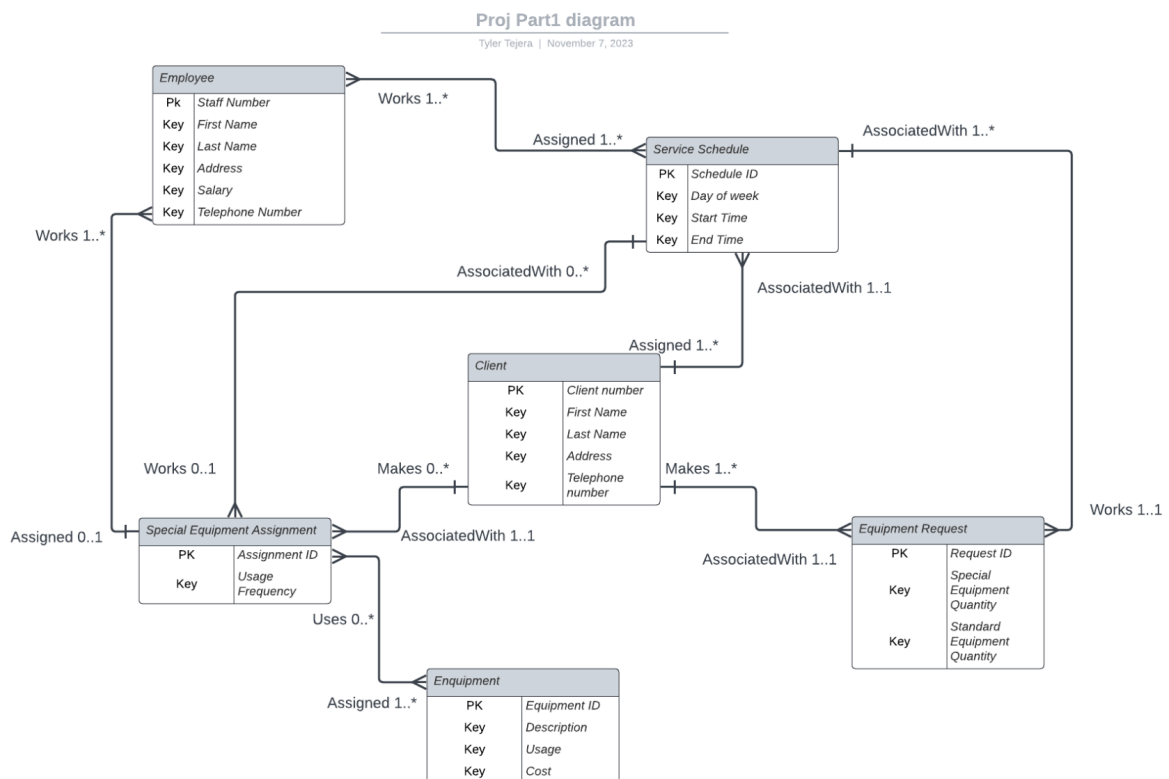 Proj Part1 diagram
Tyler Tejera | November 7, 2023
Employee
Pk Staff Number
Key First Name
Key Last Name
Key Address
Key Salary
Key Telephone Number
Works 1..*
Assigned 1..*
AssociatedWith 1..*
Service Schedule
PK Schedule ID
Key Day of week
Key Start Time
Key End Time
Works 1..*
AssociatedWith 0..*
AssociatedWith 1..1
Assigned 1..*
Client
PK Client number
Key First Name
Key Last Name
Key Address
Key Telephone
number
Works 0..1
Makes 0..*
Makes 1..*
Works 1..1
Assigned 0..1
Special Equipment Assignment
PK Assignment ID
Key Usage
Frequency
AssociatedWith 1..1
AssociatedWith 1..1
Equipment Request
PK Request ID
Key Special
Equipment
Quantity
Key Standard
Equipment
Quantity
Uses 0..*
Assigned 1..*
Enquipment
PK Equipment ID
Key Description
Key Usage
Key Cost